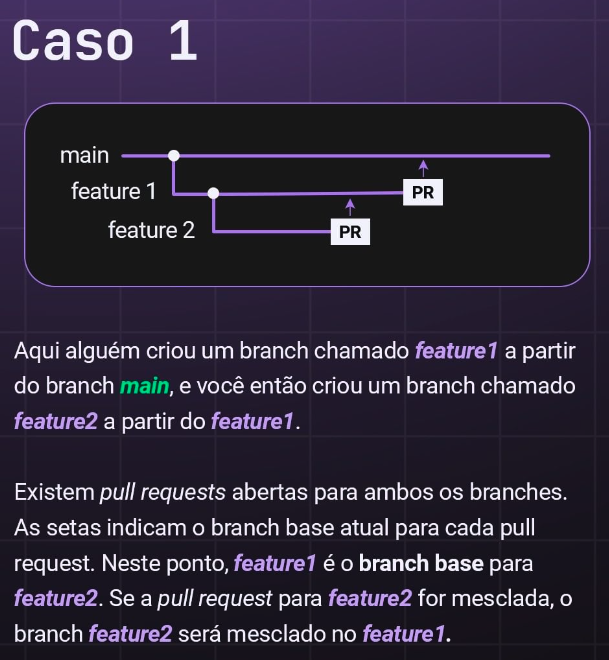 Caso 1
main
feature 1
PR
feature 2
PR
Aqui alguém criou um branch chamado feature1 a partir
do branch main, e você então criou um branch chamado
feature2 a partir do feature1.
Existem pull requests abertas para ambos os branches.
As setas indicam o branch base atual para cada pull
request. Neste ponto, feature1 é o branch base para
feature2. Se a pull request para feature2 for mesclada, o
branch feature2 será mesclado no feature1.